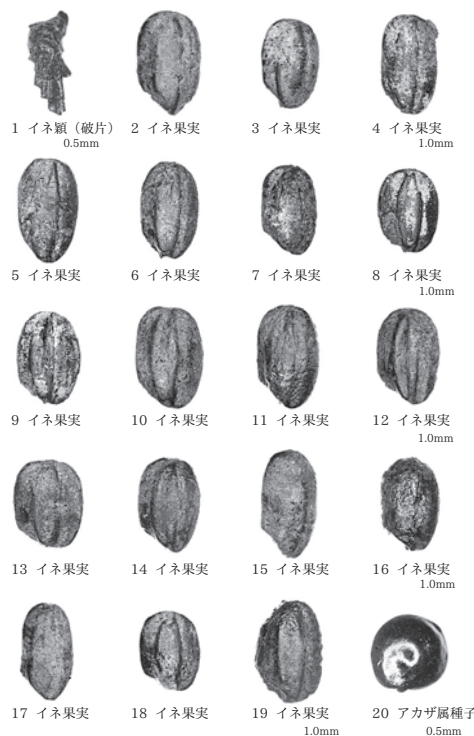 1 イネ穎（破片） 2 イネ果実 3 イネ果実 4 イネ果実
0.5mm 1.0mm
5 イネ果実 6 イネ果実 7 イネ果実 8 イネ果実
1.0mm
9 イネ果実 10 イネ果実 11 イネ果実 12 イネ果実
1.0mm
13 イネ果実 14 イネ果実 15 イネ果実 16 イネ果実
1.0mm
17 イネ果実 18 イネ果実 19 イネ果実 20 アカザ属種子
1.0mm 0.5mm